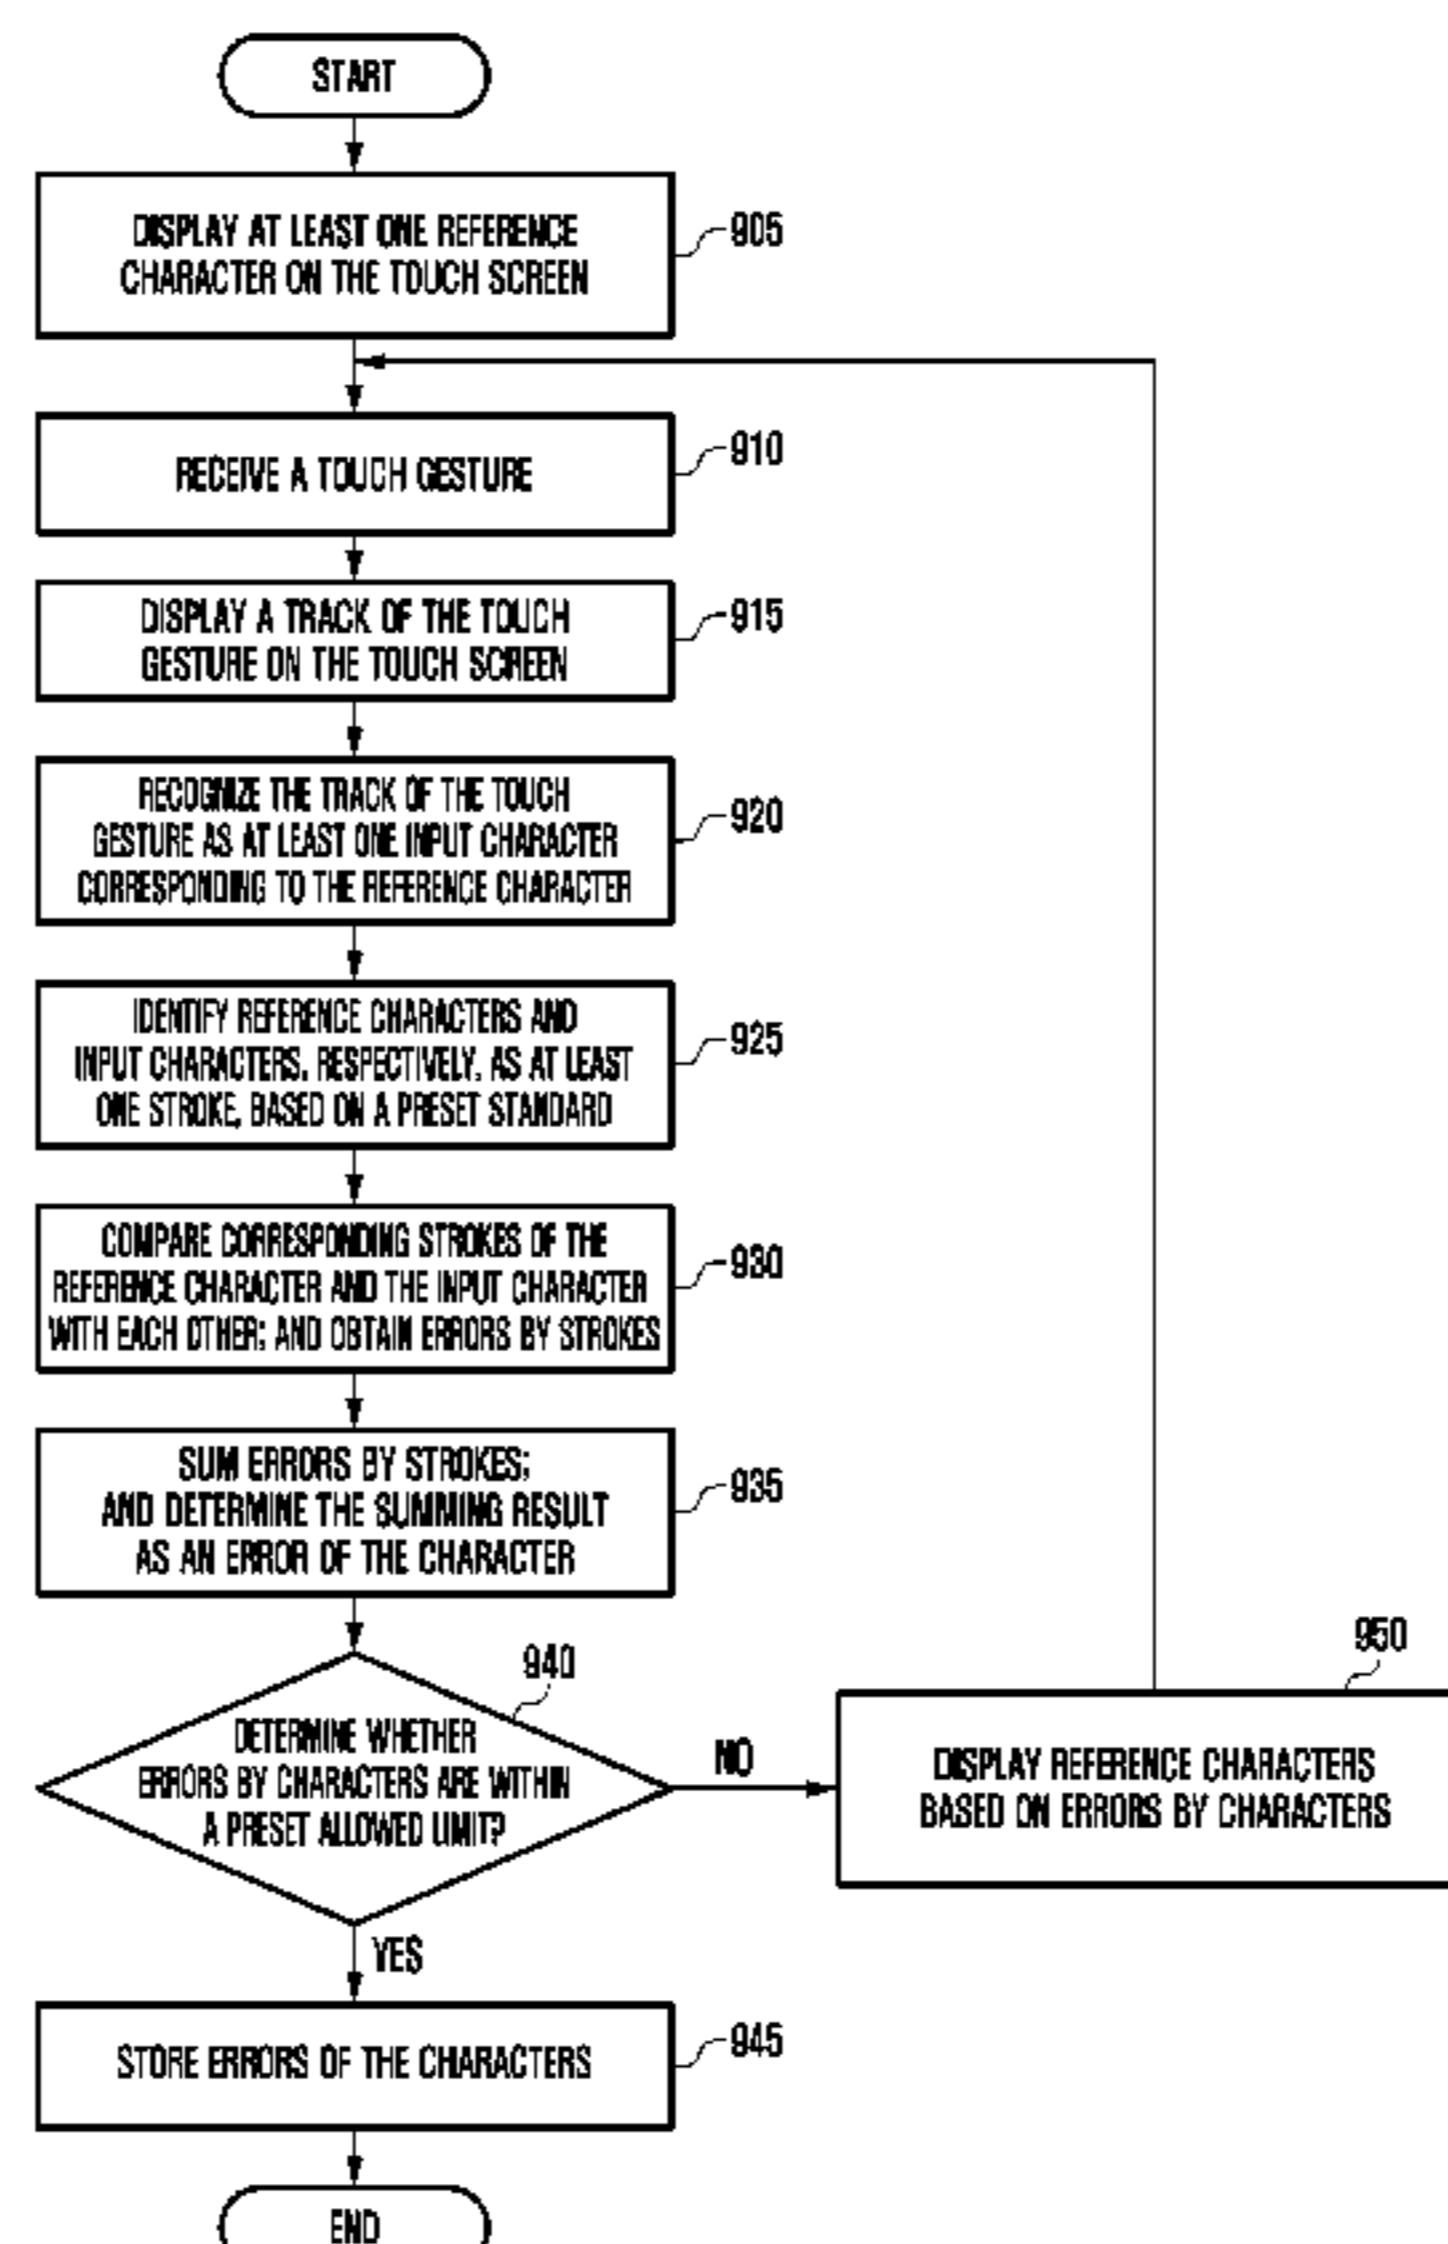 START
DISPLAY AT LEAST ONE REFERENCE
CHARACTER ON THE TOUCH SCREEN
905
RECEIVE A TOUCH GESTURE
910
DISPLAY A TRACK OF THE TOUCH
GESTURE ON THE TOUCH SCREEN
915
RECOGNIZE THE TRACK OF THE TOUCH
GESTURE AS AT LEAST ONE INPUT CHARACTER
CORRESPONDING TO THE REFERENCE CHARACTER
920
IDENTIFY REFERENCE CHARACTERS AND
INPUT CHARACTERS, RESPECTIVELY, AS AT LEAST
ONE STROKE, BASED ON A PRESET STANDARD
925
COMPARE CORRESPONDING STROKES OF THE
REFERENCE CHARACTER AND THE INPUT CHARACTER
WITH EACH OTHER; AND OBTAIN ERRORS BY STROKES
930
SUM ERRORS BY STROKES;
AND DETERMINE THE SUMMING RESULT
AS AN ERROR OF THE CHARACTER
935
940
DETERMINE WHETHER
ERRORS BY CHARACTERS ARE WITHIN
A PRESET ALLOWED LIMIT?
NO
950
DISPLAY REFERENCE CHARACTERS
BASED ON ERRORS BY CHARACTERS
YES
STORE ERRORS OF THE CHARACTERS
945
END